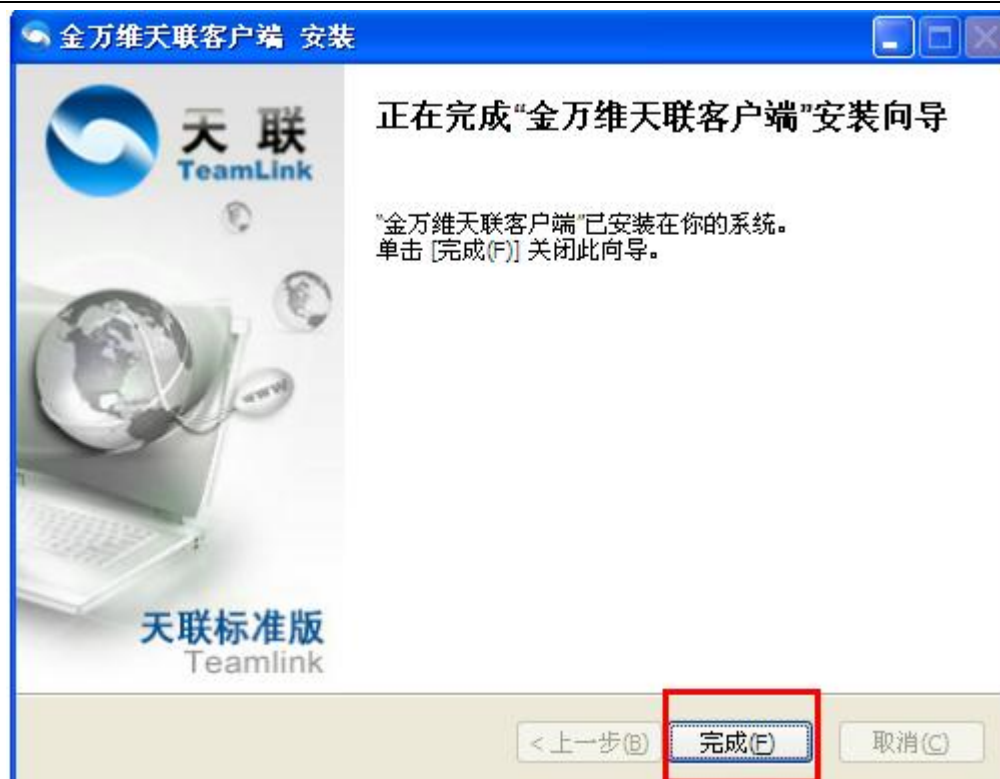 金万维天联客户端 安装
天 联
TeamLink
正在完成“金万维天联客户端”安装向导
“金万维天联客户端”已安装在你的系统。
单击 [完成(F)] 关闭此向导。
www
天联标准版
Teamlink
<上一步(B)
完成(F)
取消(C)